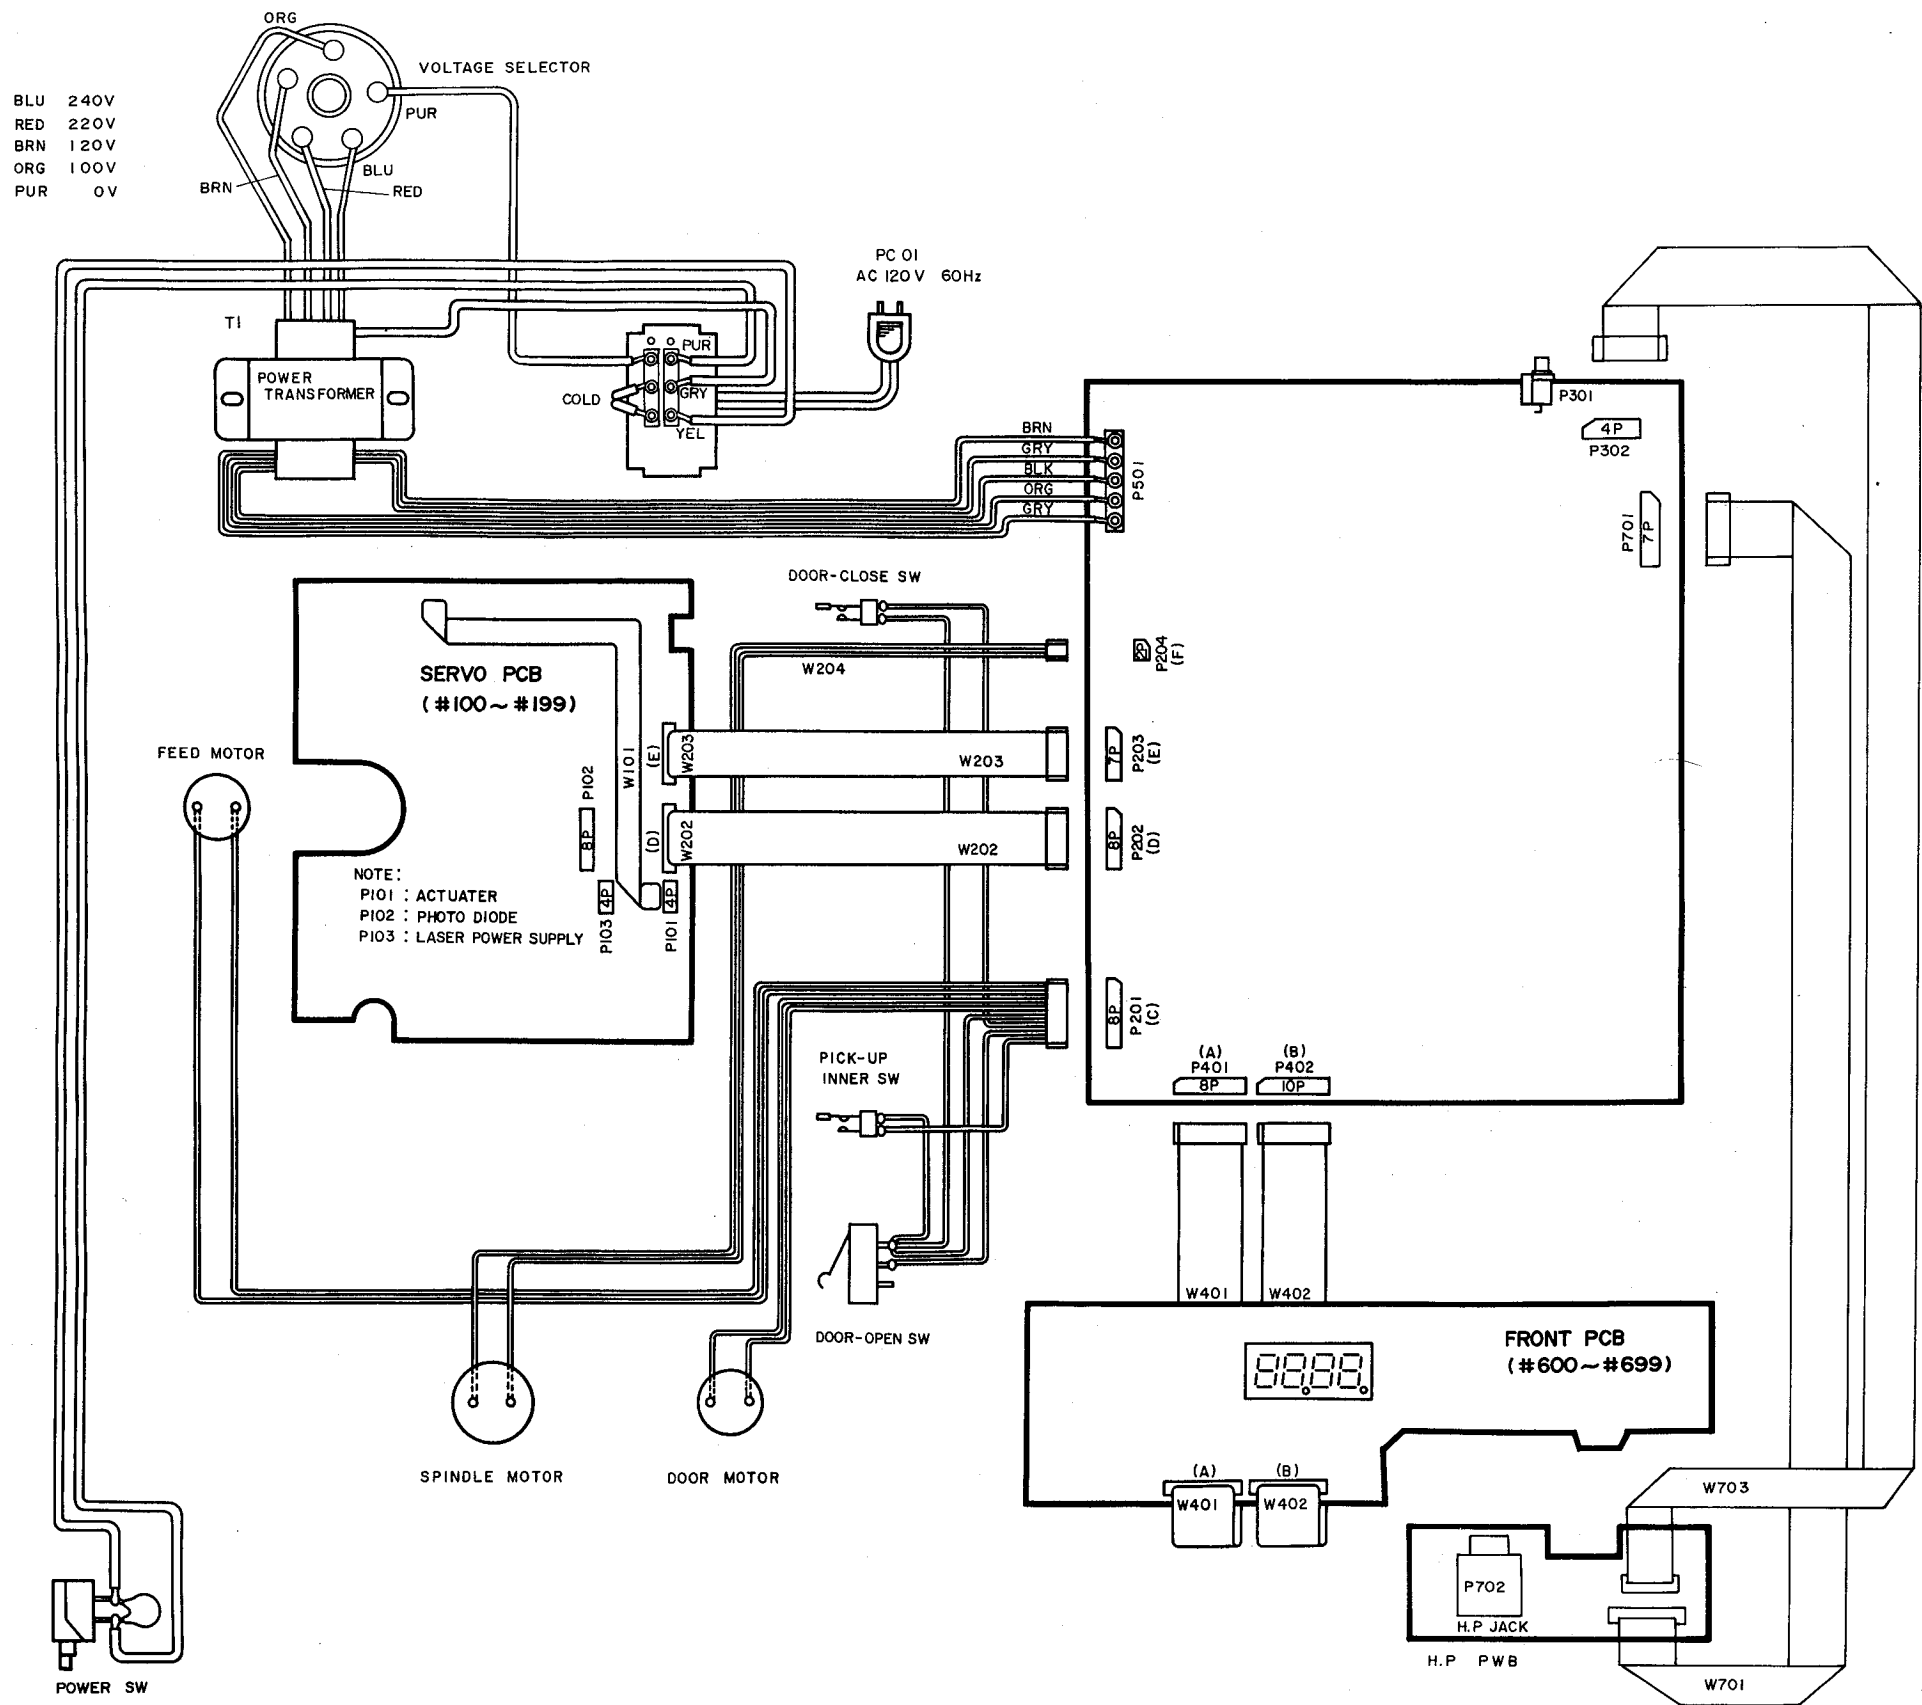 ORG
VOLTAGE SELECTOR
BLU 240V
RED 220V
BRN 120V
ORG 100V
PUR 0V
PUR
BLU
BRN
RED
PC 01
AC 120V 60Hz
T1
POWER
TRANSFORMER
PUR
COLD
GRY
YEL
P301
4P
P302
BRN
GRY
BLK
ORG
GRY
P501
P701
7P
DOOR-CLOSE SW
W204
2P
P204
(F)
SERVO PCB
(#100~#199)
FEED MOTOR
W101
(E)
W203
W203
7P
P203
(E)
P102
8P
(D)
W202
W202
8P
P202
(D)
NOTE:
P101 : ACTUATER
P102 : PHOTO DIODE
P103 : LASER POWER SUPPLY
4P
P103
4P
P101
8P
P201
(C)
PICK-UP
INNER SW
(A)
P401
8P
(B)
P402
10P
W401
W402
DOOR-OPEN SW
FRONT PCB
(#600~#699)
SPINDLE MOTOR
DOOR MOTOR
(A)
(B)
W401
W402
W703
P702
H.P JACK
H.P PWB
W701
POWER SW